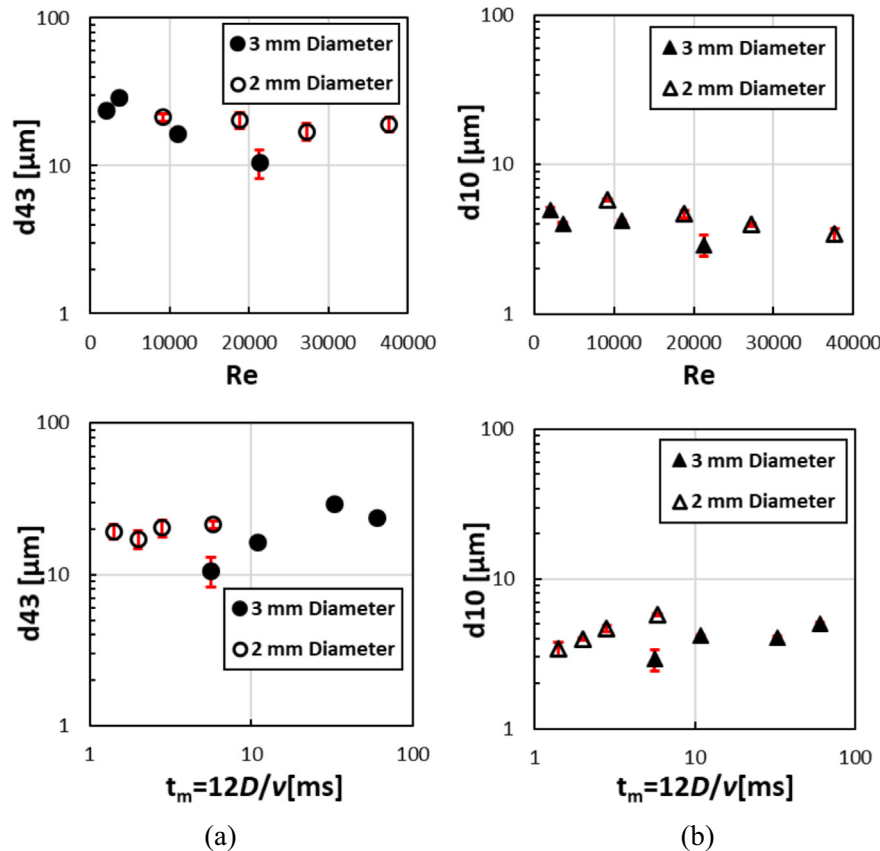 100
10
1
d43 [µm]
3 mm Diameter
2 mm Diameter
0 10000 20000 30000 40000
Re
100
10
1
d10 [µm]
3 mm Diameter
2 mm Diameter
0 10000 20000 30000 40000
Re
100
10
1
d43 [µm]
3 mm Diameter
2 mm Diameter
1 10 100
tm=12D/v[ms]
100
10
1
d10 [µm]
3 mm Diameter
2 mm Diameter
1 10 100
tm=12D/v[ms]
(a)
(b)